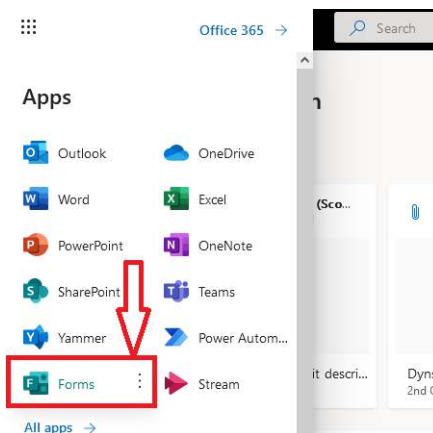 Office 365 →
Search
Apps
n
Outlook
OneDrive
Word
Excel
(Sco...
PowerPoint
OneNote
SharePoint
Teams
Yammer
Power Autom...
Forms
Stream
it descri...
Dyns
2nd
All apps →